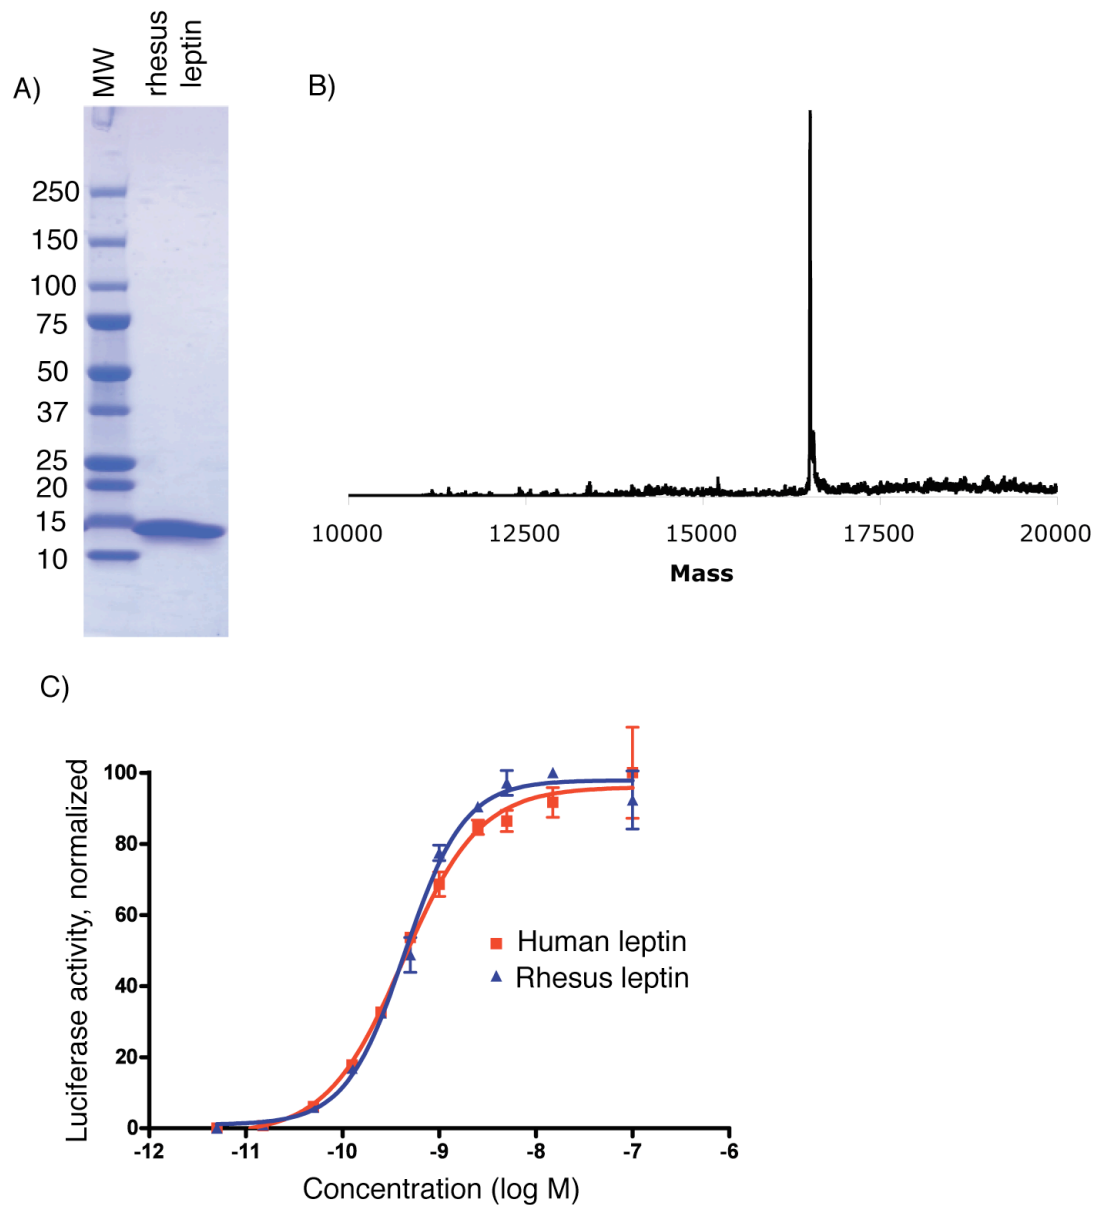 A)
MW
rhesus
leptin
250
150
100
75
50
37
25
20
15
10
B)
10000 12500 15000 17500 20000
Mass
C)
Luciferase activity, normalized
100
80
60
40
20
0
-12 -11 -10 -9 -8 -7 -6
Concentration (log M)
Human leptin
Rhesus leptin